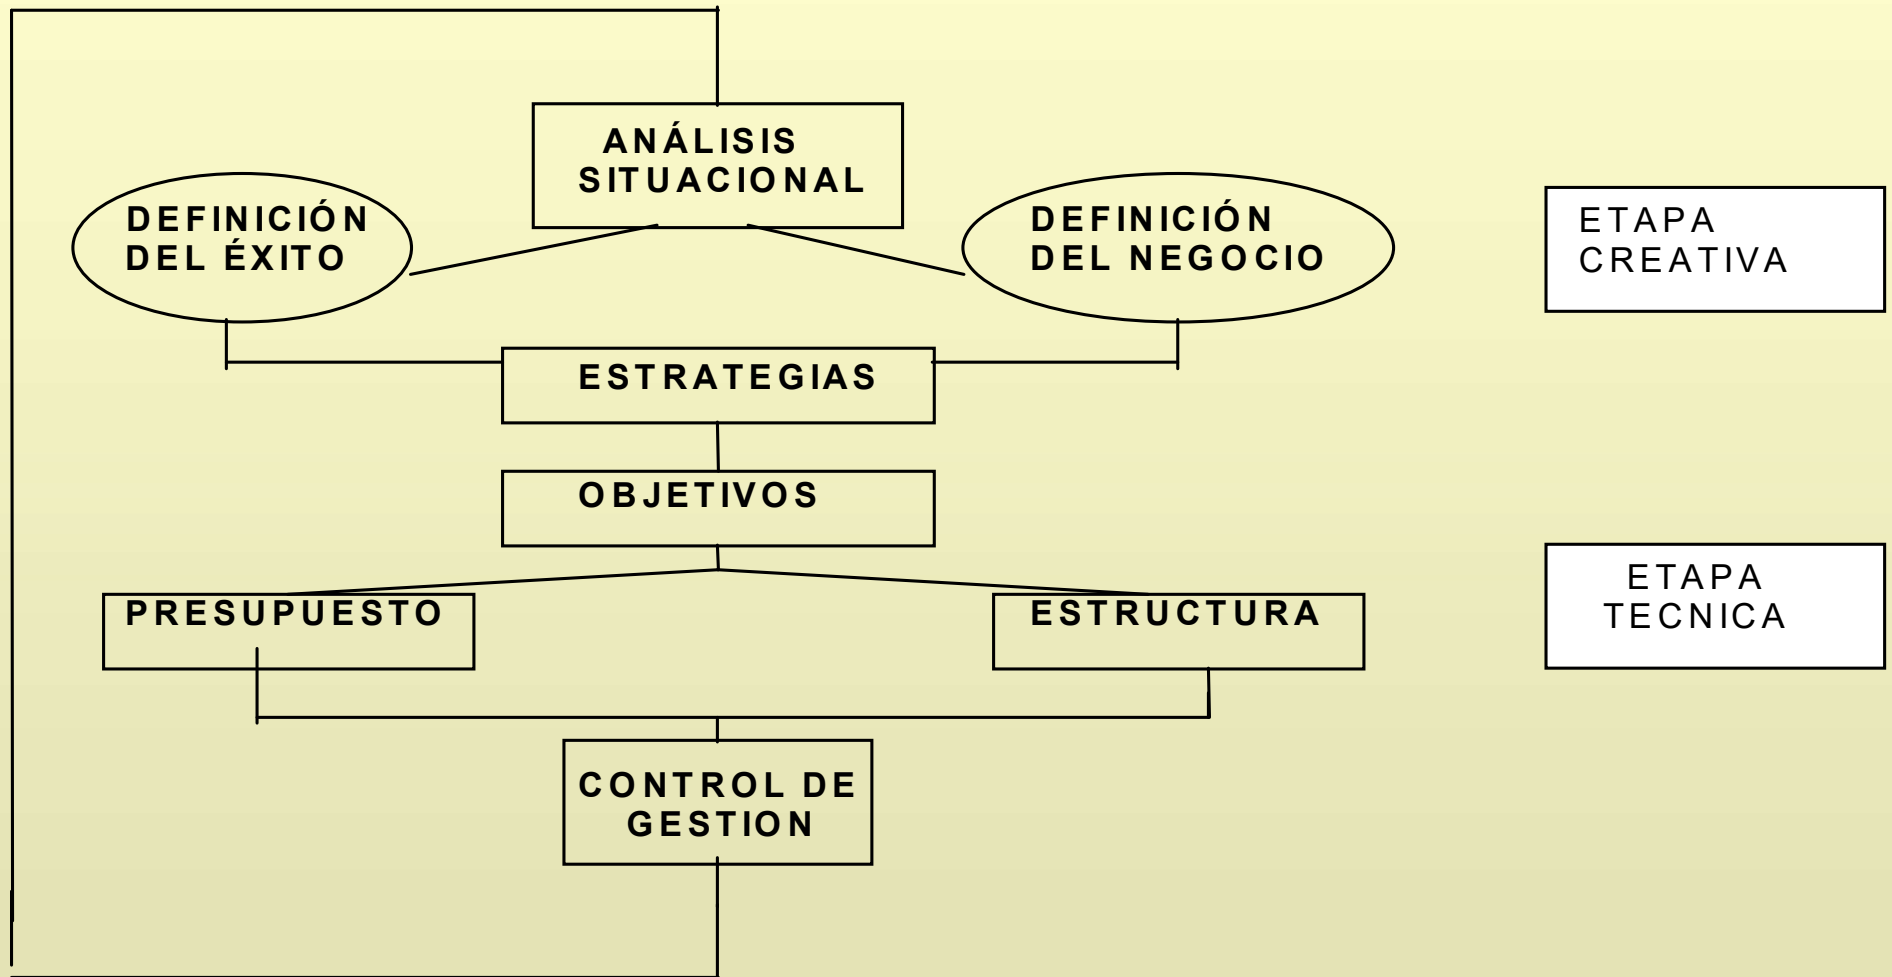 ANÁLISIS
SITUACIONAL
DEFINICIÓN
DEL ÉXITO
DEFINICIÓN
DEL NEGOCIO
ETAPA
CREATIVA
ESTRATEGIAS
OBJETIVOS
PRESUPUESTO
ESTRUCTURA
ETAPA
TECNICA
CONTROL DE
GESTION